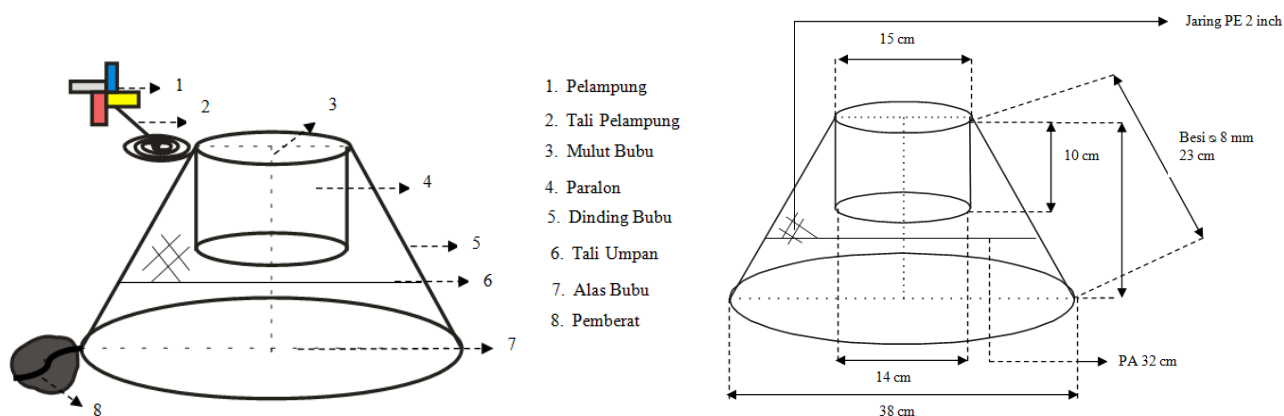 1
2
3
4
5
6
7
8
1. Pelampung
2. Tali Pelampung
3. Mulut Bubu
4. Paralon
5. Dinding Bubu
6. Tali Umpan
7. Alas Bubu
8. Pemberat
Jaring PE 2 inch
15 cm
Besi ⦰ 8 mm
23 cm
10 cm
PA 32 cm
14 cm
38 cm